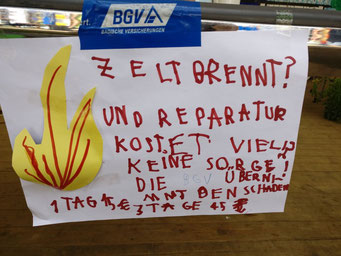 BGV
BADISCHE VERSICHERUNGEN
ZELT BRENNT?
UND REPARATUR
KOSTET VIEL?
KEINE SORGE!
DIE BGV ÜBERNI-
MMT DEN SCHADEN
1 TAG 15 € 3 TAGE 45 €